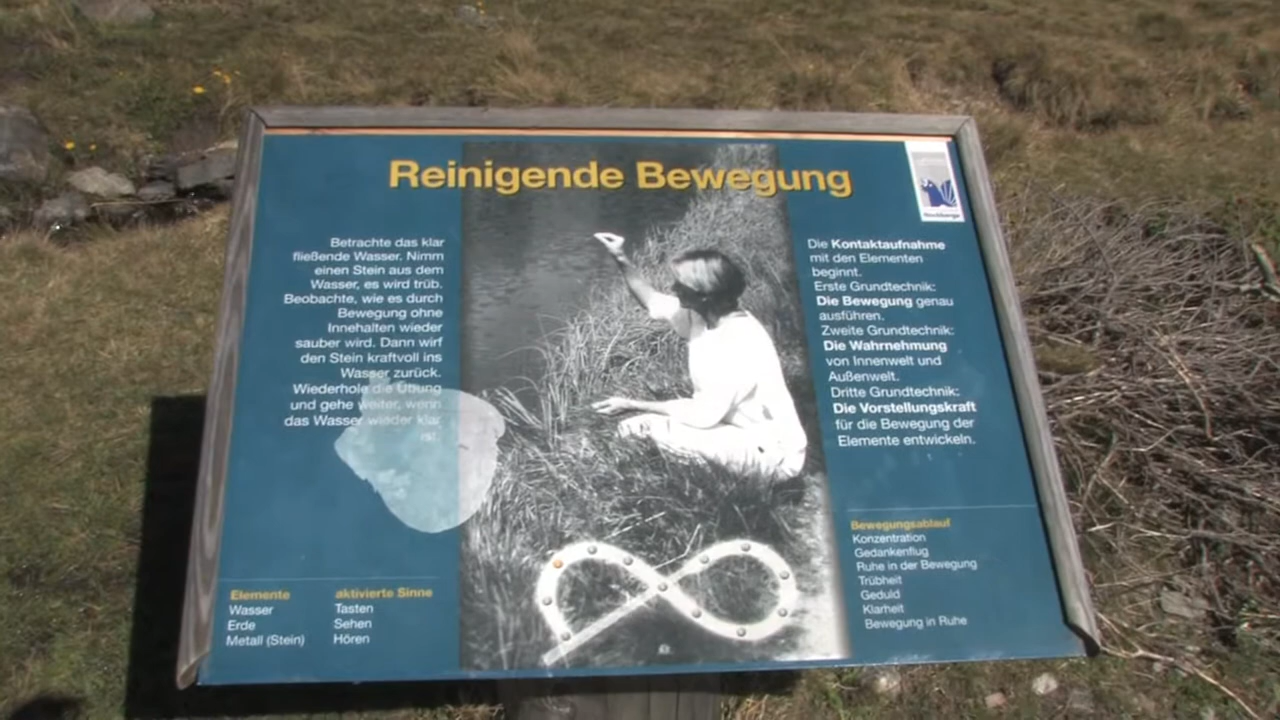 Reinigende Bewegung
Betrachte das klar
fließende Wasser. Nimm
einen Stein aus dem
Wasser, es wird trüb.
Beobachte, wie es durch
Bewegung ohne
Innehalten wieder
sauber wird. Dann wirf
den Stein kraftvoll ins
Wasser zurück.
Wiederhole die Übung
und gehe weiter, wenn
das Wasser wieder klar
ist.
Elemente
Wasser
Erde
Metall (Stein)
aktivierte Sinne
Tasten
Sehen
Hören
Die Kontaktaufnahme
mit den Elementen
beginnt.
Erste Grundtechnik:
Die Bewegung genau
ausführen.
Zweite Grundtechnik:
Die Wahrnehmung
von Innenwelt und
Außenwelt.
Dritte Grundtechnik:
Die Vorstellungskraft
für die Bewegung der
Elemente entwickeln.
Bewegungsablauf
Konzentration
Gedankenflug
Ruhe in der Bewegung
Trübheit
Geduld
Klarheit
Bewegung in Ruhe